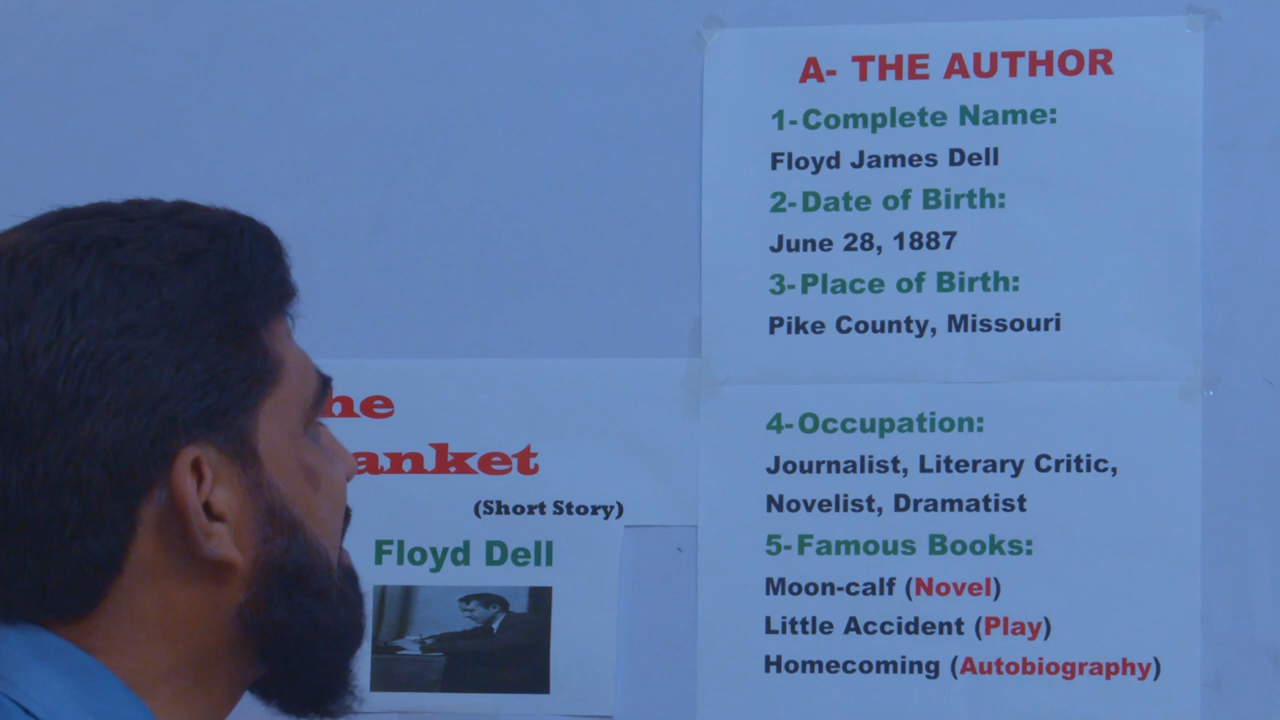 he
anket
(Short Story)
Floyd Dell
A- THE AUTHOR
1-Complete Name:
Floyd James Dell
2-Date of Birth:
June 28, 1887
3-Place of Birth:
Pike County, Missouri
4-Occupation:
Journalist, Literary Critic,
Novelist, Dramatist
5-Famous Books:
Moon-calf (Novel)
Little Accident (Play)
Homecoming (Autobiography)